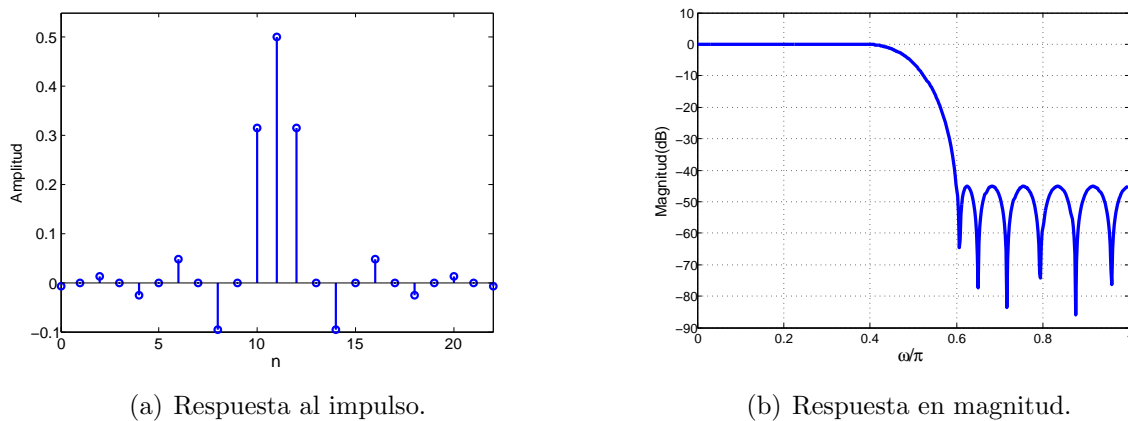 0.5
0.4
0.3
0.2
0.1
0
−0.1
Amplitud
0 5 10 15 20
n
(a) Respuesta al impulso.
10
0
−10
−20
−30
−40
−50
−60
−70
−80
−90
Magnitud(dB)
0 0.2 0.4 0.6 0.8 1
ω/π
(b) Respuesta en magnitud.